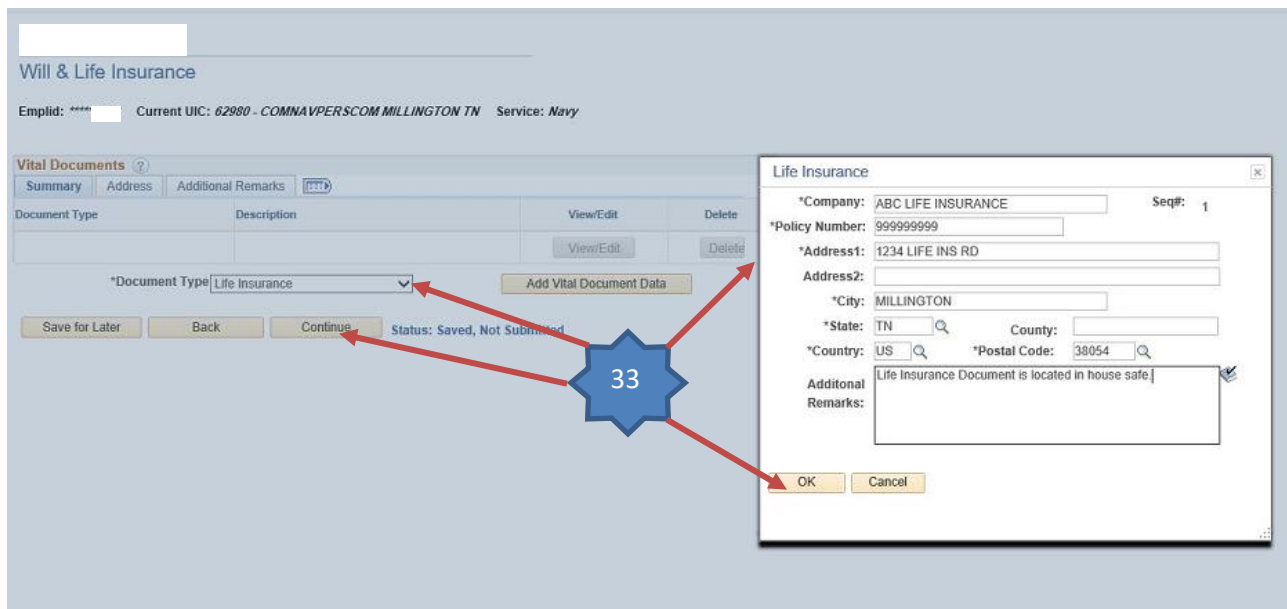 Will & Life Insurance
Emplid: **** Current UIC: 62980 - COMNAVPERSCOM MILLINGTON TN Service: Navy
Vital Documents ?
Summary Address Additional Remarks
Document Type Description View/Edit Delete
View/Edit Delete
*Document Type Life Insurance Add Vital Document Data
Save for Later Back Continue Status: Saved, Not Submitted
33
Life Insurance x
*Company: ABC LIFE INSURANCE Seq#: 1
*Policy Number: 999999999
*Address1: 1234 LIFE INS RD
Address2:
*City: MILLINGTON
*State: TN County:
*Country: US *Postal Code: 38054
Additonal Remarks: Life Insurance Document is located in house safe.
OK Cancel